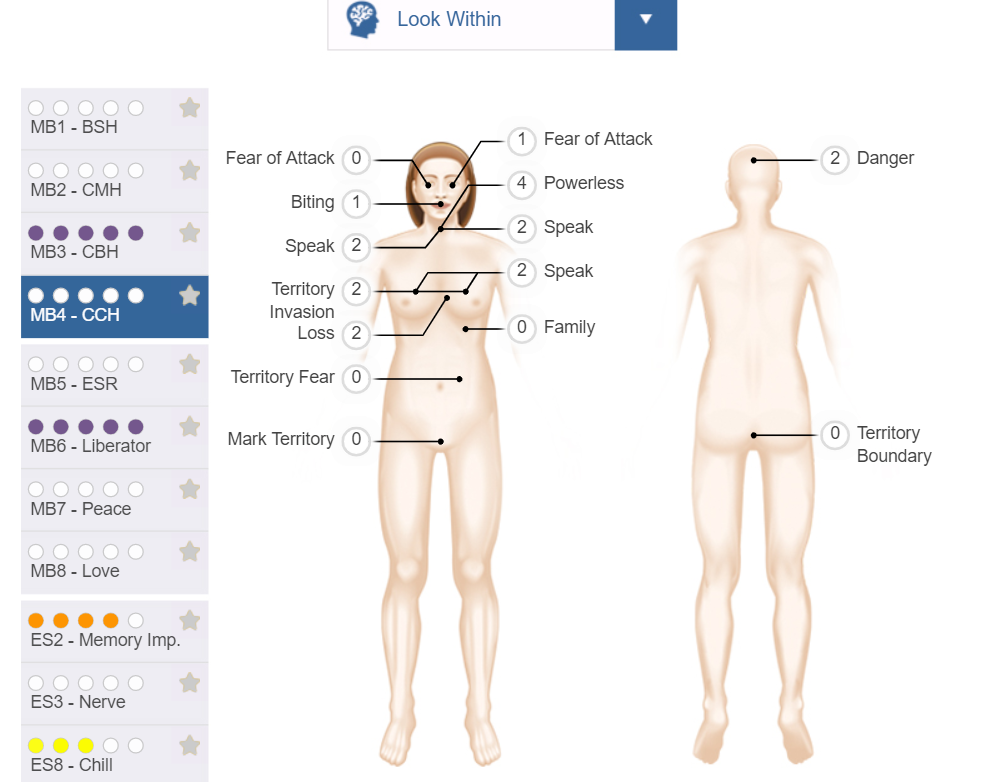 Look Within
MB1 - BSH
MB2 - CMH
MB3 - CBH
MB4 - CCH
MB5 - ESR
MB6 - Liberator
MB7 - Peace
MB8 - Love
ES2 - Memory Imp.
ES3 - Nerve
ES8 - Chill
Fear of Attack 0
Biting 1
Speak 2
Territory 2
Invasion
Loss 2
Territory Fear 0
Mark Territory 0
1 Fear of Attack
4 Powerless
2 Speak
2 Speak
0 Family
2 Danger
0 Territory
Boundary